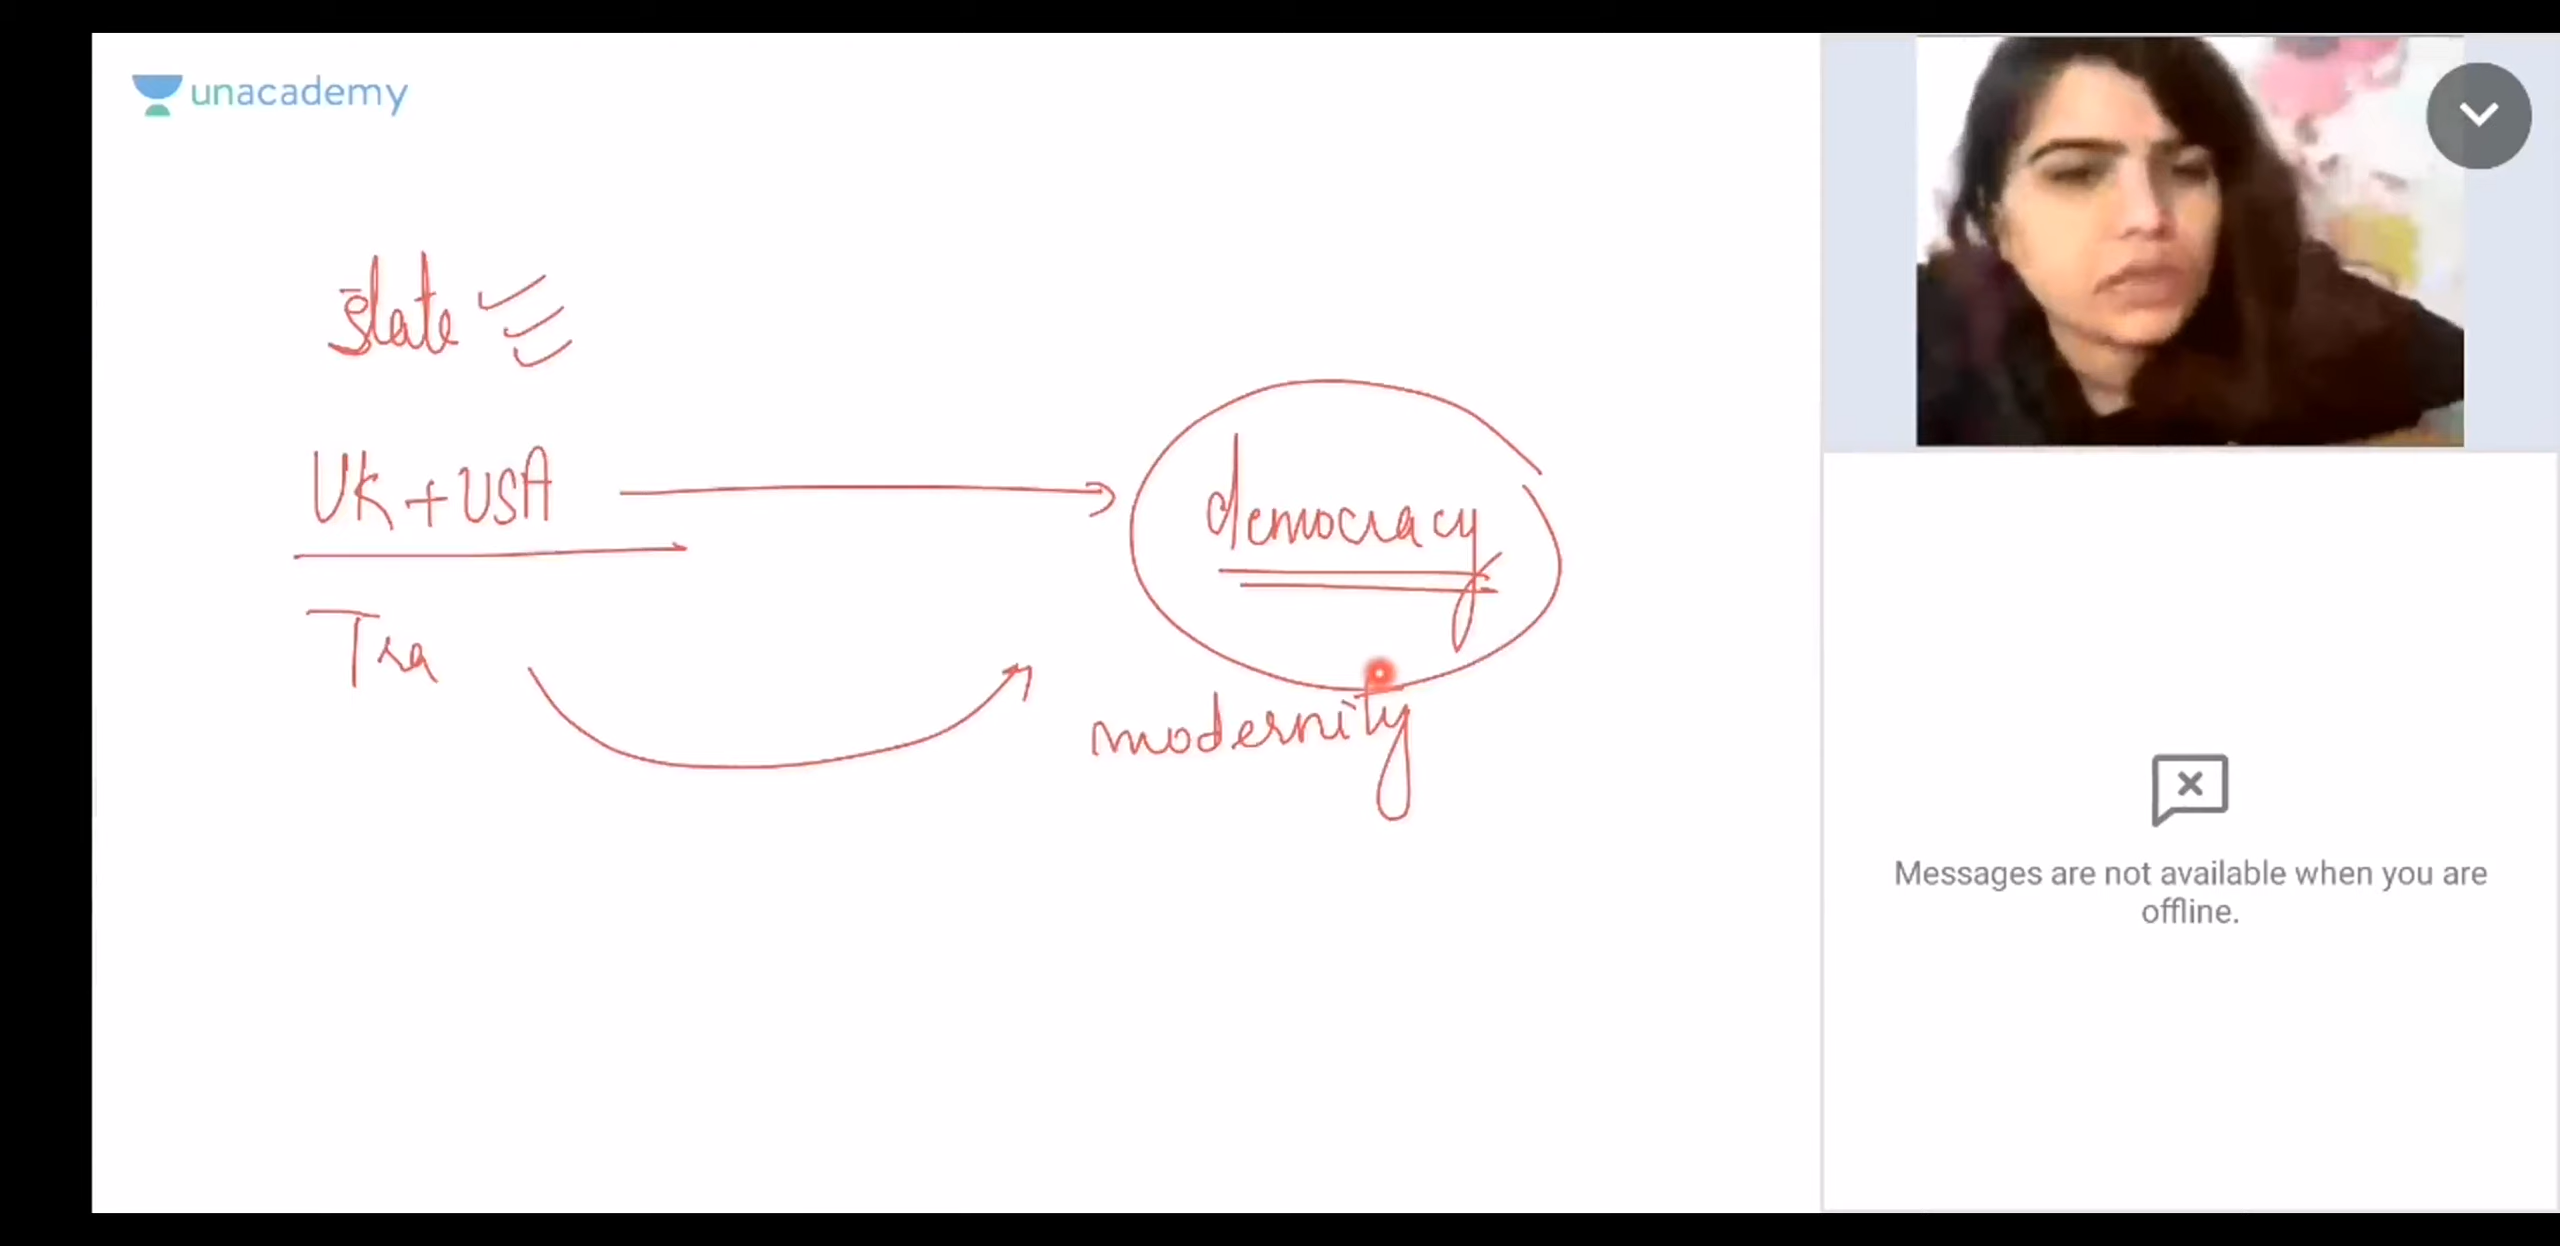 unacademy
State
UK + USA
democracy
Tra
modernity
Messages are not available when you are
offline.